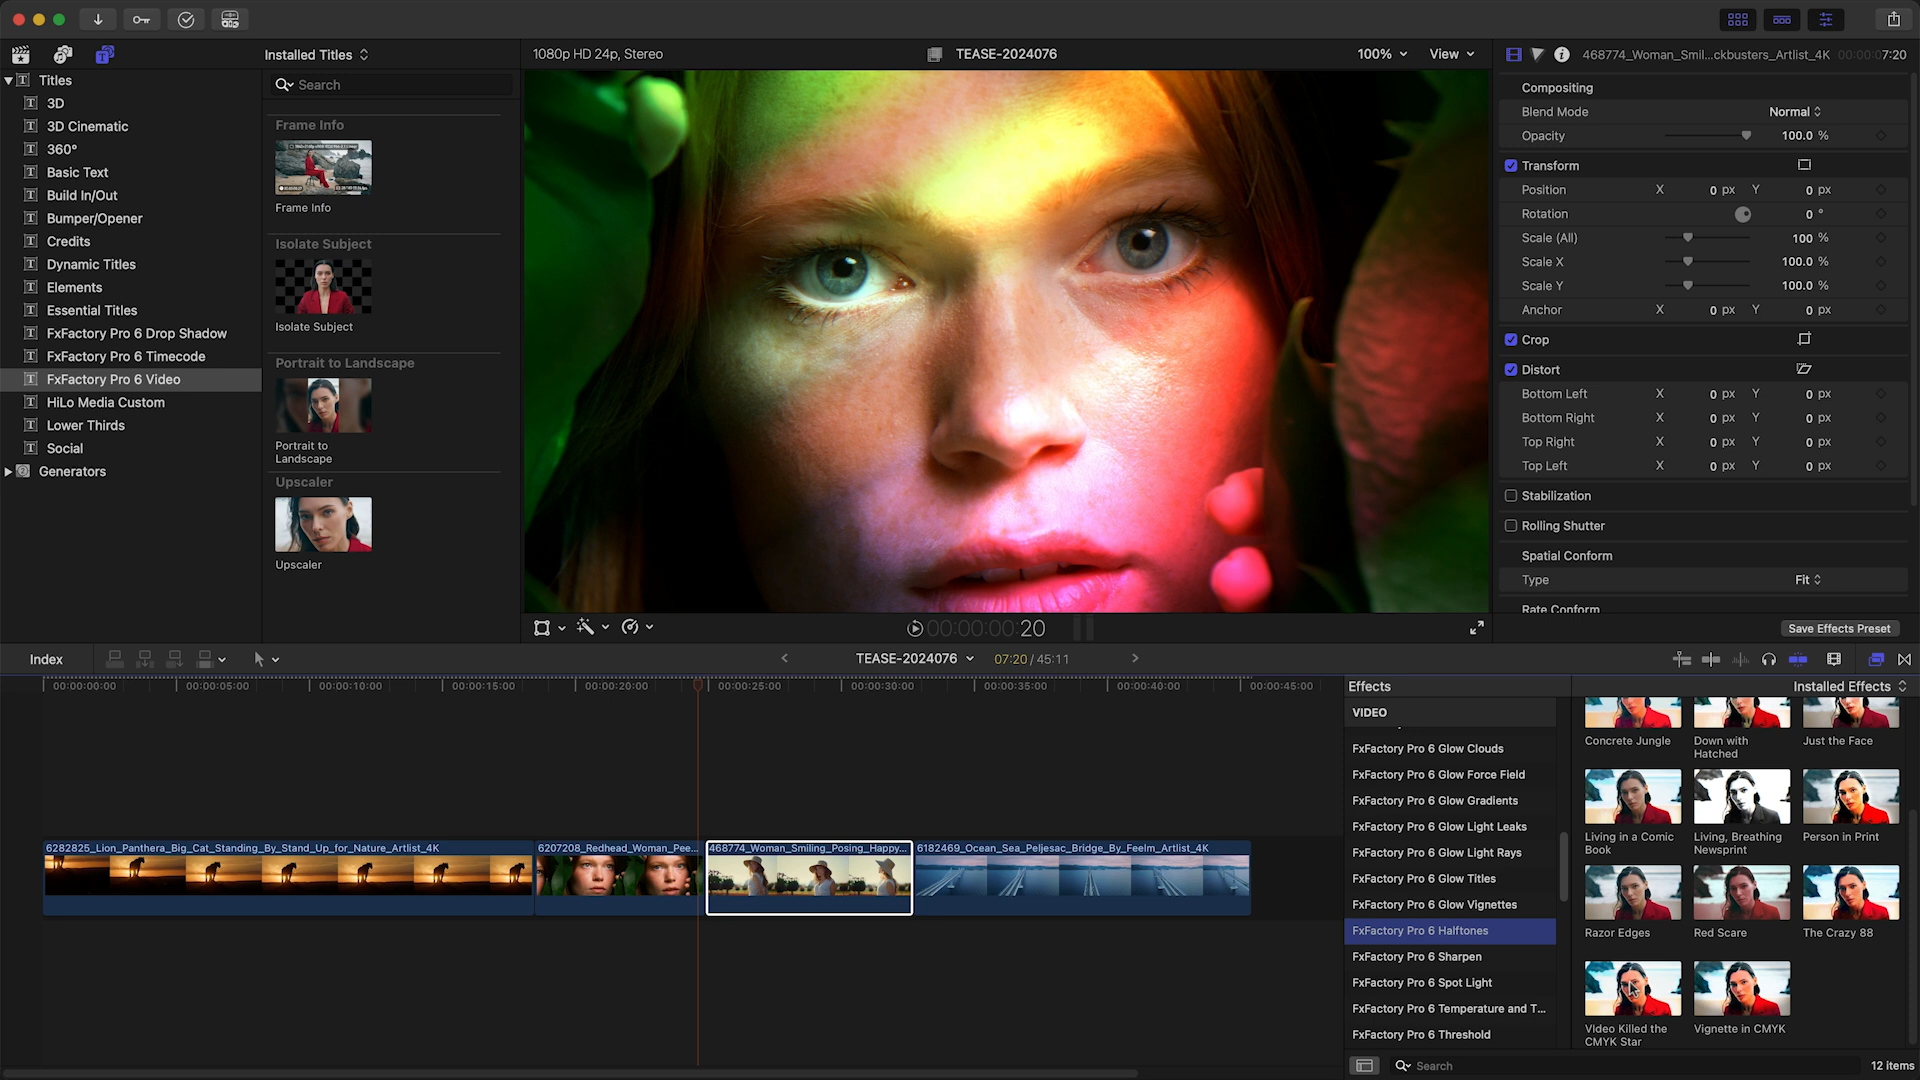 Installed Titles
1080p HD 24p, Stereo
TEASE-2024076
100%
View
468774_Woman_Smil...ckbusters_Artlist_4K
00:00:07:20
Titles
3D
3D Cinematic
360°
Basic Text
Build In/Out
Bumper/Opener
Credits
Dynamic Titles
Elements
Essential Titles
FxFactory Pro 6 Drop Shadow
FxFactory Pro 6 Timecode
FxFactory Pro 6 Video
HiLo Media Custom
Lower Thirds
Social
Generators
Search
Frame Info
Frame Info
Isolate Subject
Isolate Subject
Portrait to Landscape
Portrait to
Landscape
Upscaler
Upscaler
Compositing
Blend Mode Normal
Opacity 100.0 %
Transform
Position X 0 px Y 0 px
Rotation 0 °
Scale (All) 100 %
Scale X 100.0 %
Scale Y 100.0 %
Anchor X 0 px Y 0 px
Crop
Distort
Bottom Left X 0 px Y 0 px
Bottom Right X 0 px Y 0 px
Top Right X 0 px Y 0 px
Top Left X 0 px Y 0 px
Stabilization
Rolling Shutter
Spatial Conform
Type Fit
Rate Conform
Save Effects Preset
00:00:00:20
Index
TEASE-2024076
07:20 / 45:11
00:00:00:00
00:00:05:00
00:00:10:00
00:00:15:00
00:00:20:00
00:00:25:00
00:00:30:00
00:00:35:00
00:00:40:00
00:00:45:00
6282825_Lion_Panthera_Big_Cat_Standing_By_Stand_Up_for_Nature_Artlist_4K
6207208_Redhead_Woman_Pee...
468774_Woman_Smiling_Posing_Happy...
6182469_Ocean_Sea_Peljesac_Bridge_By_Feelm_Artlist_4K
Effects
Installed Effects
VIDEO
FxFactory Pro 6 Glow Clouds
FxFactory Pro 6 Glow Force Field
FxFactory Pro 6 Glow Gradients
FxFactory Pro 6 Glow Light Leaks
FxFactory Pro 6 Glow Light Rays
FxFactory Pro 6 Glow Titles
FxFactory Pro 6 Glow Vignettes
FxFactory Pro 6 Halftones
FxFactory Pro 6 Sharpen
FxFactory Pro 6 Spot Light
FxFactory Pro 6 Temperature and T...
FxFactory Pro 6 Threshold
Concrete Jungle
Down with
Hatched
Just the Face
Living in a Comic
Book
Living, Breathing
Newsprint
Person in Print
Razor Edges
Red Scare
The Crazy 88
Video Killed the
CMYK Star
Vignette in CMYK
Search
12 items